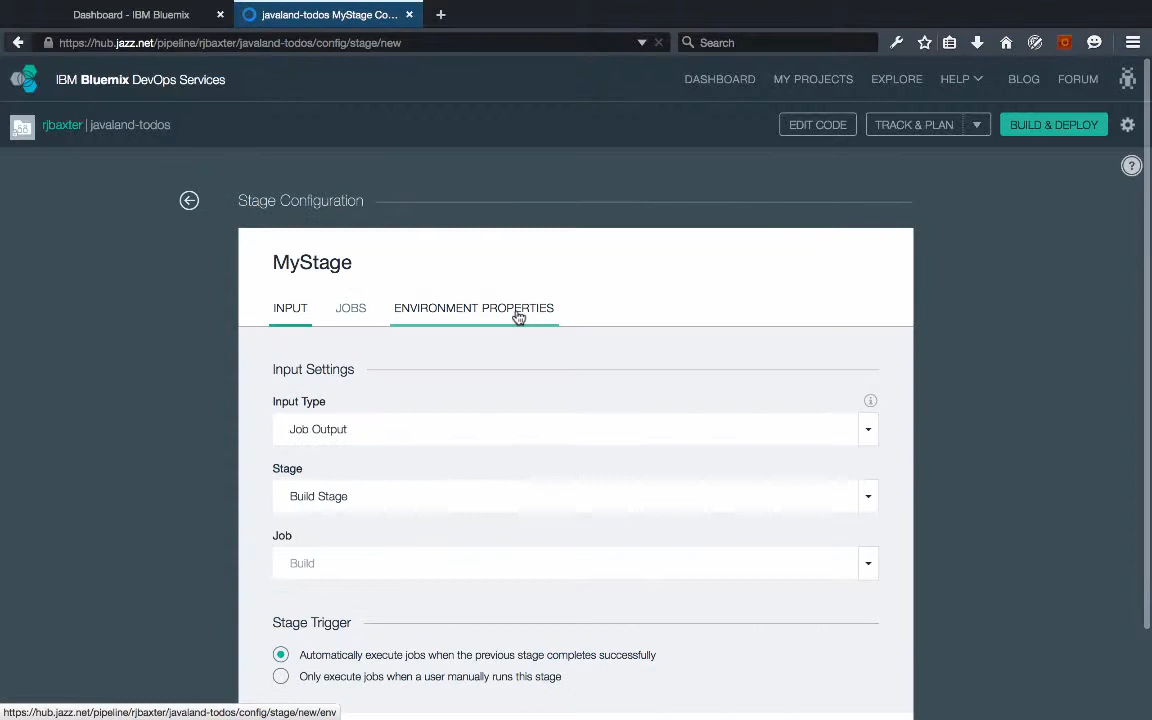 Dashboard - IBM Bluemix
javaland-todos MyStage Co...
https://hub.jazz.net/pipeline/rjbaxter/javaland-todos/config/stage/new
Search
IBM Bluemix DevOps Services
DASHBOARD
MY PROJECTS
EXPLORE
HELP
BLOG
FORUM
rjbaxter | javaland-todos
EDIT CODE
TRACK & PLAN
BUILD & DEPLOY
?
Stage Configuration
MyStage
INPUT
JOBS
ENVIRONMENT PROPERTIES
Input Settings
Input Type
Job Output
Stage
Build Stage
Job
Build
Stage Trigger
Automatically execute jobs when the previous stage completes successfully
Only execute jobs when a user manually runs this stage
https://hub.jazz.net/pipeline/rjbaxter/javaland-todos/config/stage/new/env